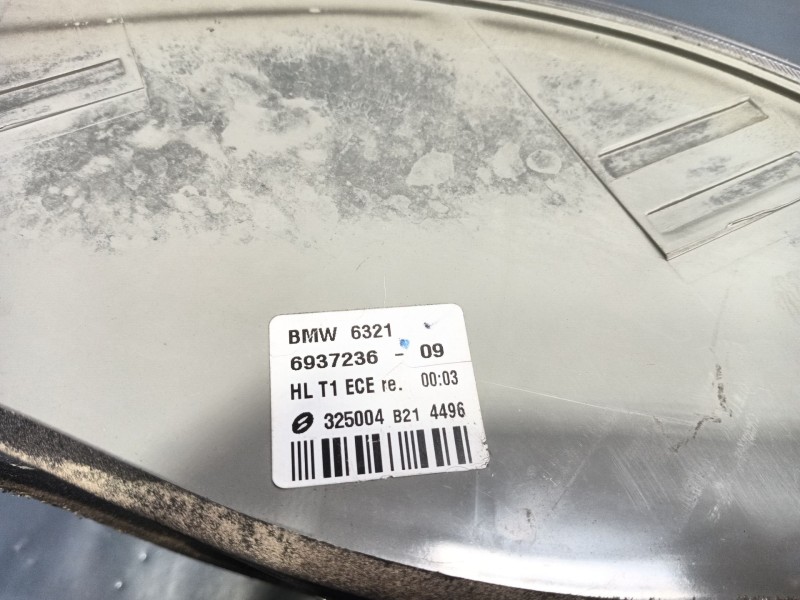 BMW 6321
6937236 - 09
HL T1 ECE re. 00:03
325004 B21 4496